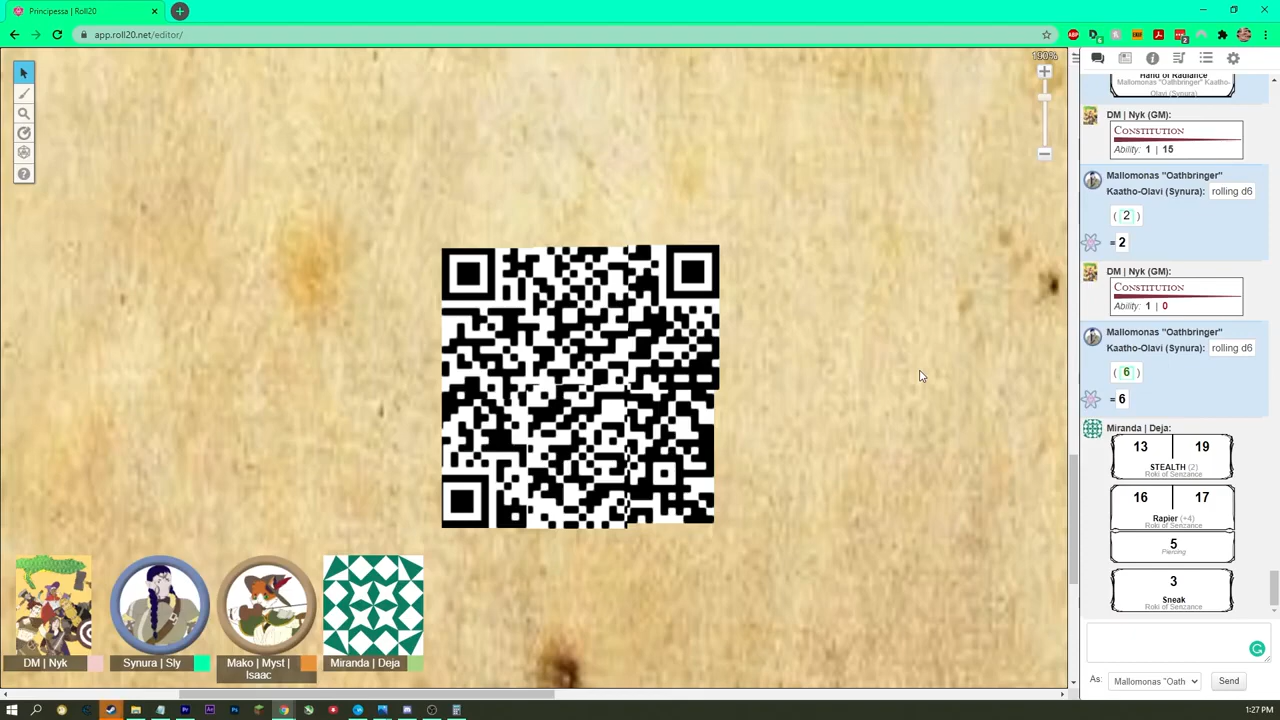 Principessa | Roll20
app.roll20.net/editor/
190%
Hand of Radiance
Mallomonas "Oathbringer" Kaatho-
Olavi (Synura)
DM | Nyk (GM):
CONSTITUTION
Ability: 1 | 15
Mallomonas "Oathbringer"
Kaatho-Olavi (Synura): rolling d6
(2)
=2
DM | Nyk (GM):
CONSTITUTION
Ability: 1 | 0
Mallomonas "Oathbringer"
Kaatho-Olavi (Synura): rolling d6
(6)
=6
Miranda | Deja:
13 19
STEALTH (2)
Roki of Senzance
16 17
Rapier (+4)
Roki of Senzance
5
Piercing
3
Sneak
Roki of Senzance
DM | Nyk
Synura | Sly
Mako | Myst |
Isaac
Miranda | Deja
As: Mallomonas "Oath Send
1:27 PM